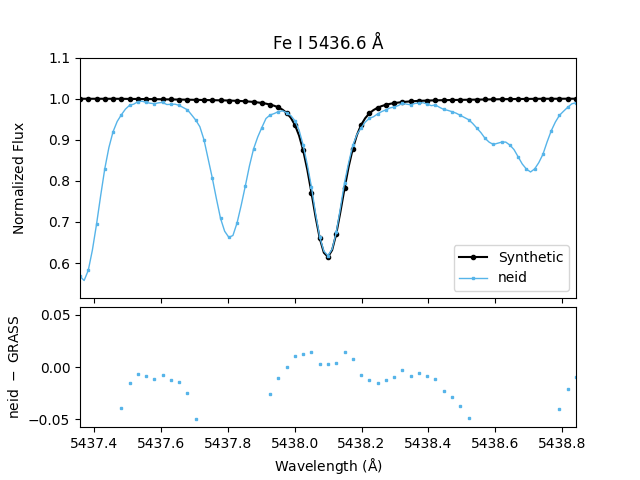 Fe I 5436.6 Å
1.1
1.0
0.9
0.8
0.7
0.6
Normalized Flux
Synthetic
neid
0.05
0.00
−0.05
neid − GRASS
5437.4 5437.6 5437.8 5438.0 5438.2 5438.4 5438.6 5438.8
Wavelength (Å)